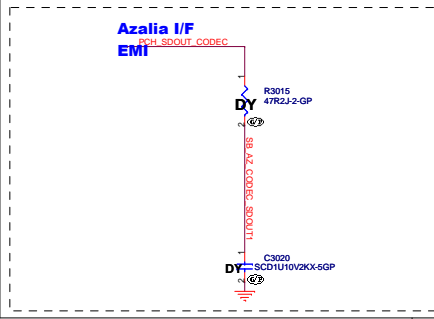 Azalia I/F
EMI
PCH_SDOUT_CODEC
1
R3015
47R2J-2-GP
DY
2
G/P
SB_AZ_CODEC_SDOUT1
1
C3020
SCD1U10V2KX-5GP
DY
2
G/P